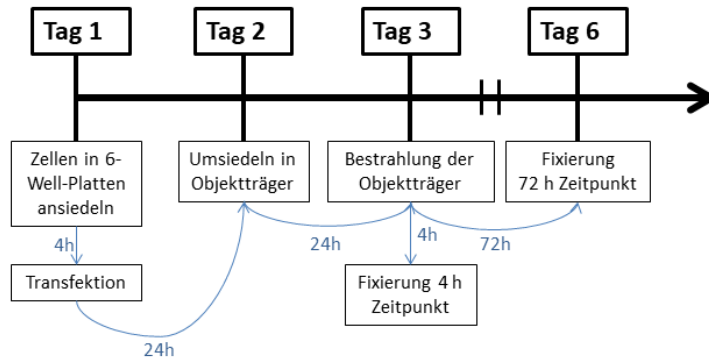 Tag 1
Tag 2
Tag 3
Tag 6
Zellen in 6-
Well-Platten
ansiedeln
Umsiedeln in
Objektträger
Bestrahlung der
Objektträger
Fixierung
72 h Zeitpunkt
4h
24h
4h
72h
Transfektion
Fixierung 4 h
Zeitpunkt
24h